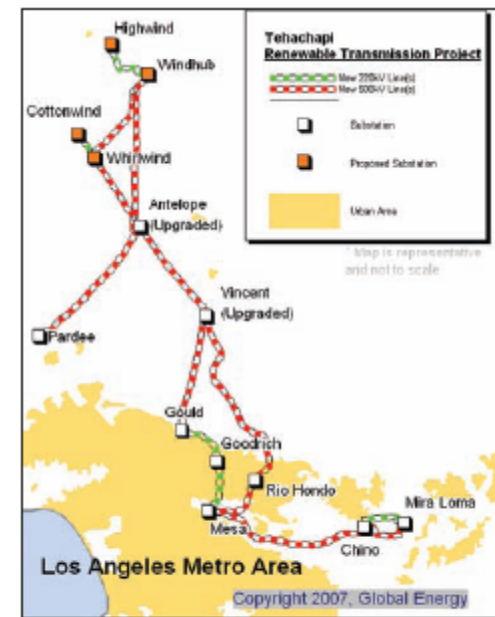 Highwind
Windhub
Cottonwind
Whirlwind
Antelope
(Upgraded)
Vincent
(Upgraded)
Pardee
Gould
Goodrich
Rio Hondo
Mesa
Mira Loma
Chino
Los Angeles Metro Area
Copyright 2007, Global Energy
Tehachapi
Renewable Transmission Project
New 220kV Line(s)
New 500kV Line(s)
Substation
Proposed Substation
Urban Area
* Map is representative
and not to scale